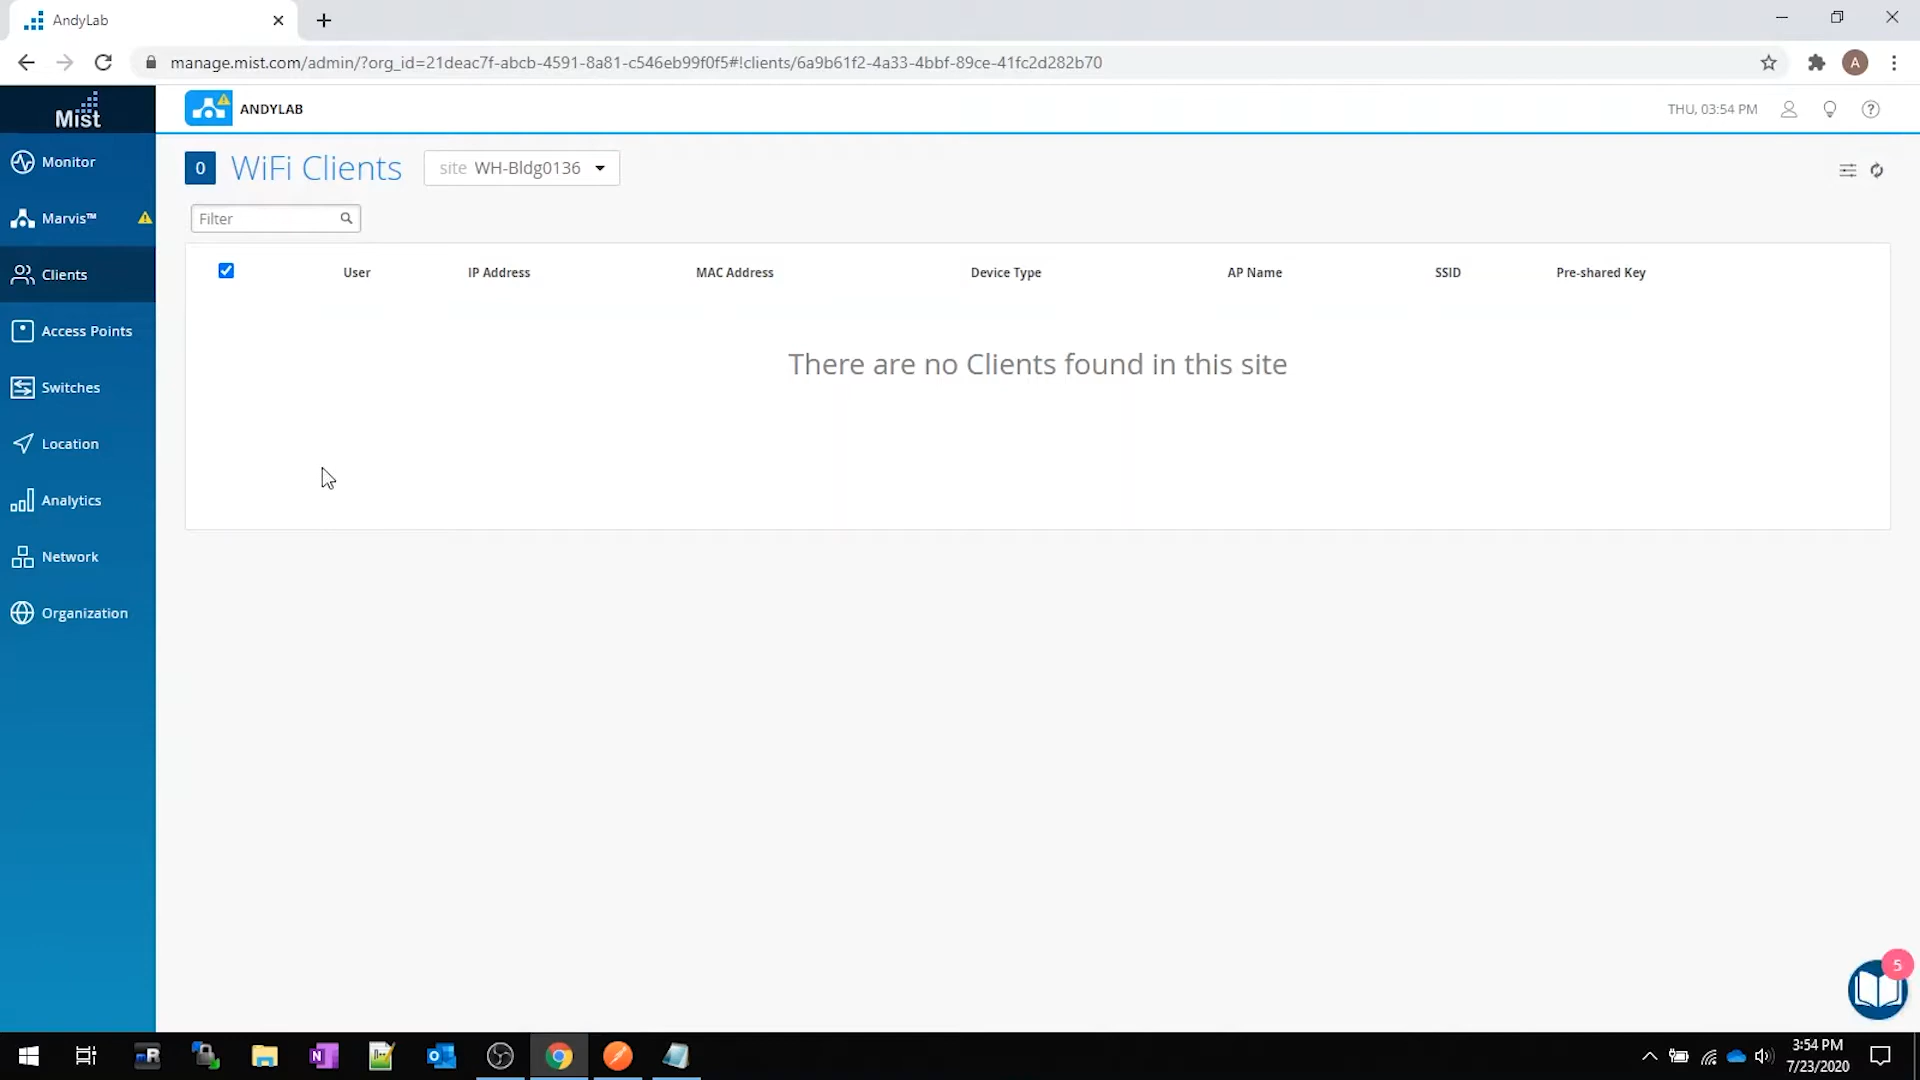 AndyLab
manage.mist.com/admin/?org_id=21deac7f-abcb-4591-8a81-c546eb99f0f5#!clients/6a9b61f2-4a33-4bbf-89ce-41fc2d282b70
A
Mist
ANDYLAB
THU, 03:54 PM
Monitor
Marvis™
Clients
Access Points
Switches
Location
Analytics
Network
Organization
0 WiFi Clients site WH-Bldg0136
Filter
User IP Address MAC Address Device Type AP Name SSID Pre-shared Key
There are no Clients found in this site
5
3:54 PM
7/23/2020